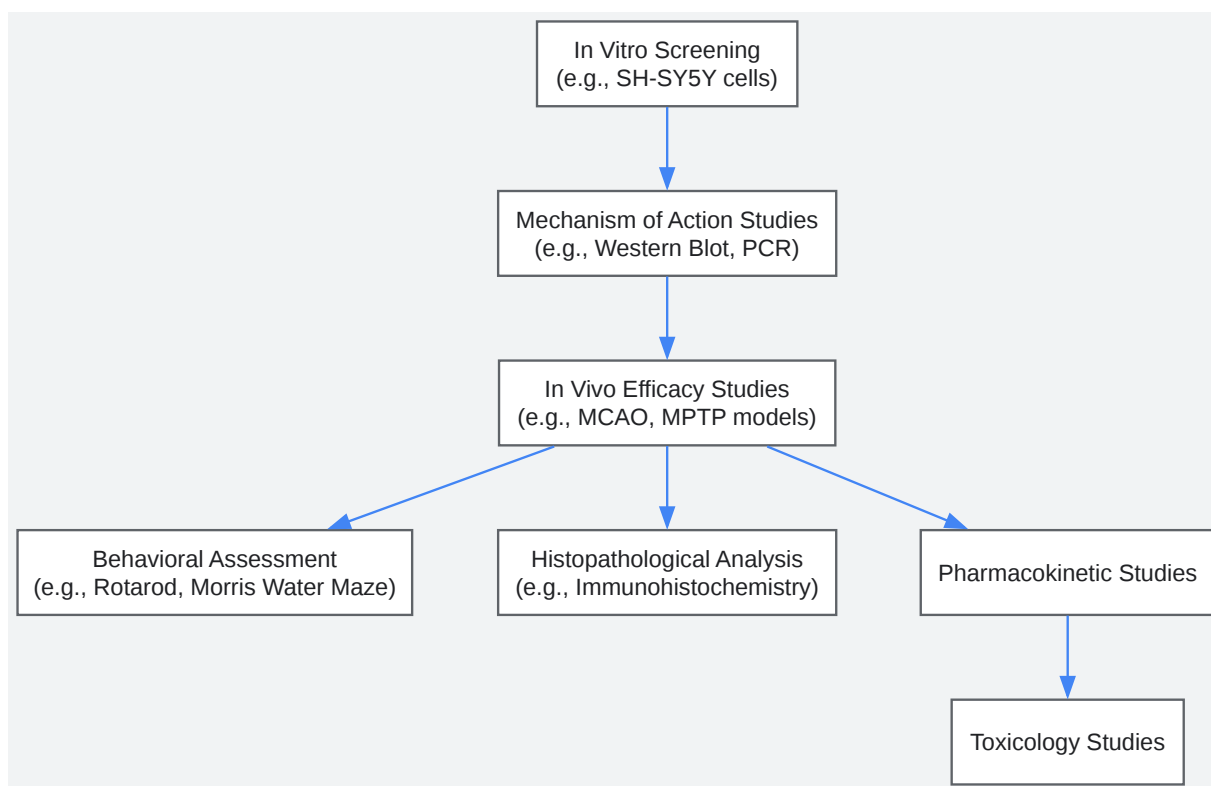 In Vitro Screening
(e.g., SH-SY5Y cells)
Mechanism of Action Studies
(e.g., Western Blot, PCR)
In Vivo Efficacy Studies
(e.g., MCAO, MPTP models)
Behavioral Assessment
(e.g., Rotarod, Morris Water Maze)
Histopathological Analysis
(e.g., Immunohistochemistry)
Pharmacokinetic Studies
Toxicology Studies